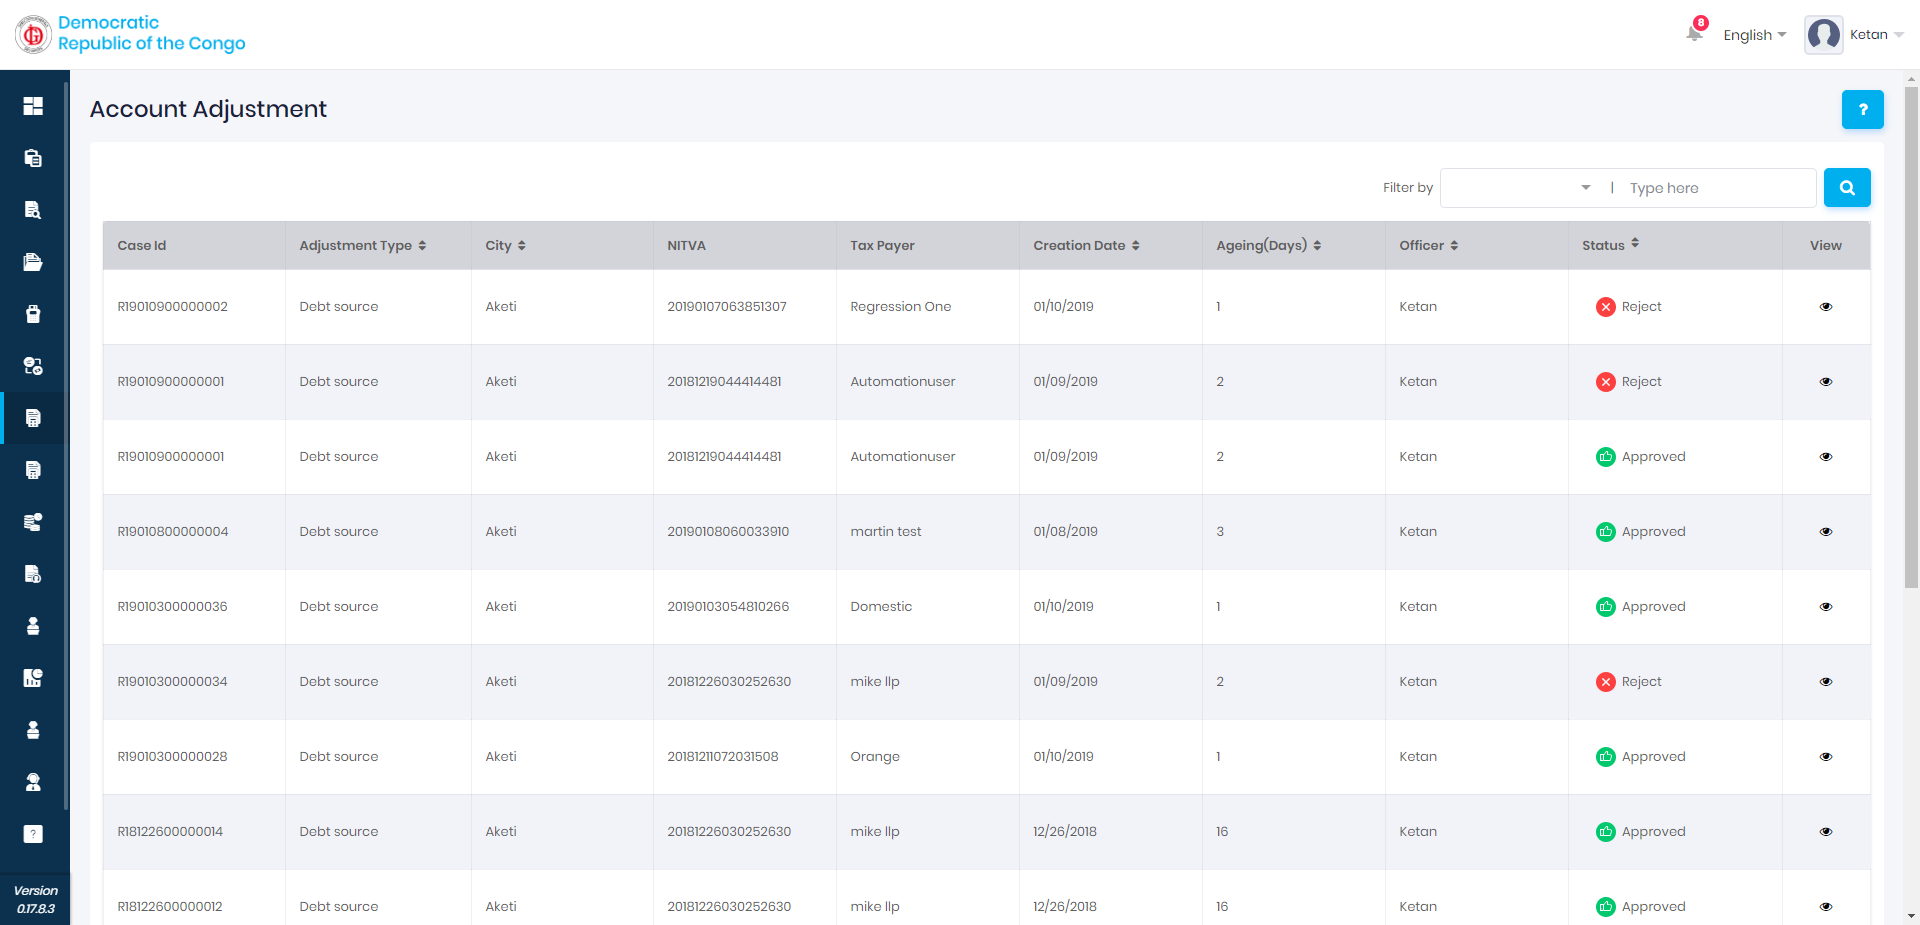 Democratic
Republic of the Congo
8
English
Ketan
Account Adjustment
?
Filter by
|
Type here
Case Id Adjustment Type City NITVA Tax Payer Creation Date Ageing(Days) Officer Status View
R19010900000002 Debt source Aketi 20190107063851307 Regression One 01/10/2019 1 Ketan Reject
R19010900000001 Debt source Aketi 20181219044414481 Automationuser 01/09/2019 2 Ketan Reject
R19010900000001 Debt source Aketi 20181219044414481 Automationuser 01/09/2019 2 Ketan Approved
R19010800000004 Debt source Aketi 20190108060033910 martin test 01/08/2019 3 Ketan Approved
R19010300000036 Debt source Aketi 20190103054810266 Domestic 01/10/2019 1 Ketan Approved
R19010300000034 Debt source Aketi 20181226030252630 mike llp 01/09/2019 2 Ketan Reject
R19010300000028 Debt source Aketi 20181211072031508 Orange 01/10/2019 1 Ketan Approved
R18122600000014 Debt source Aketi 20181226030252630 mike llp 12/26/2018 16 Ketan Approved
R18122600000012 Debt source Aketi 20181226030252630 mike llp 12/26/2018 16 Ketan Approved
?
Version
0.17.8.3